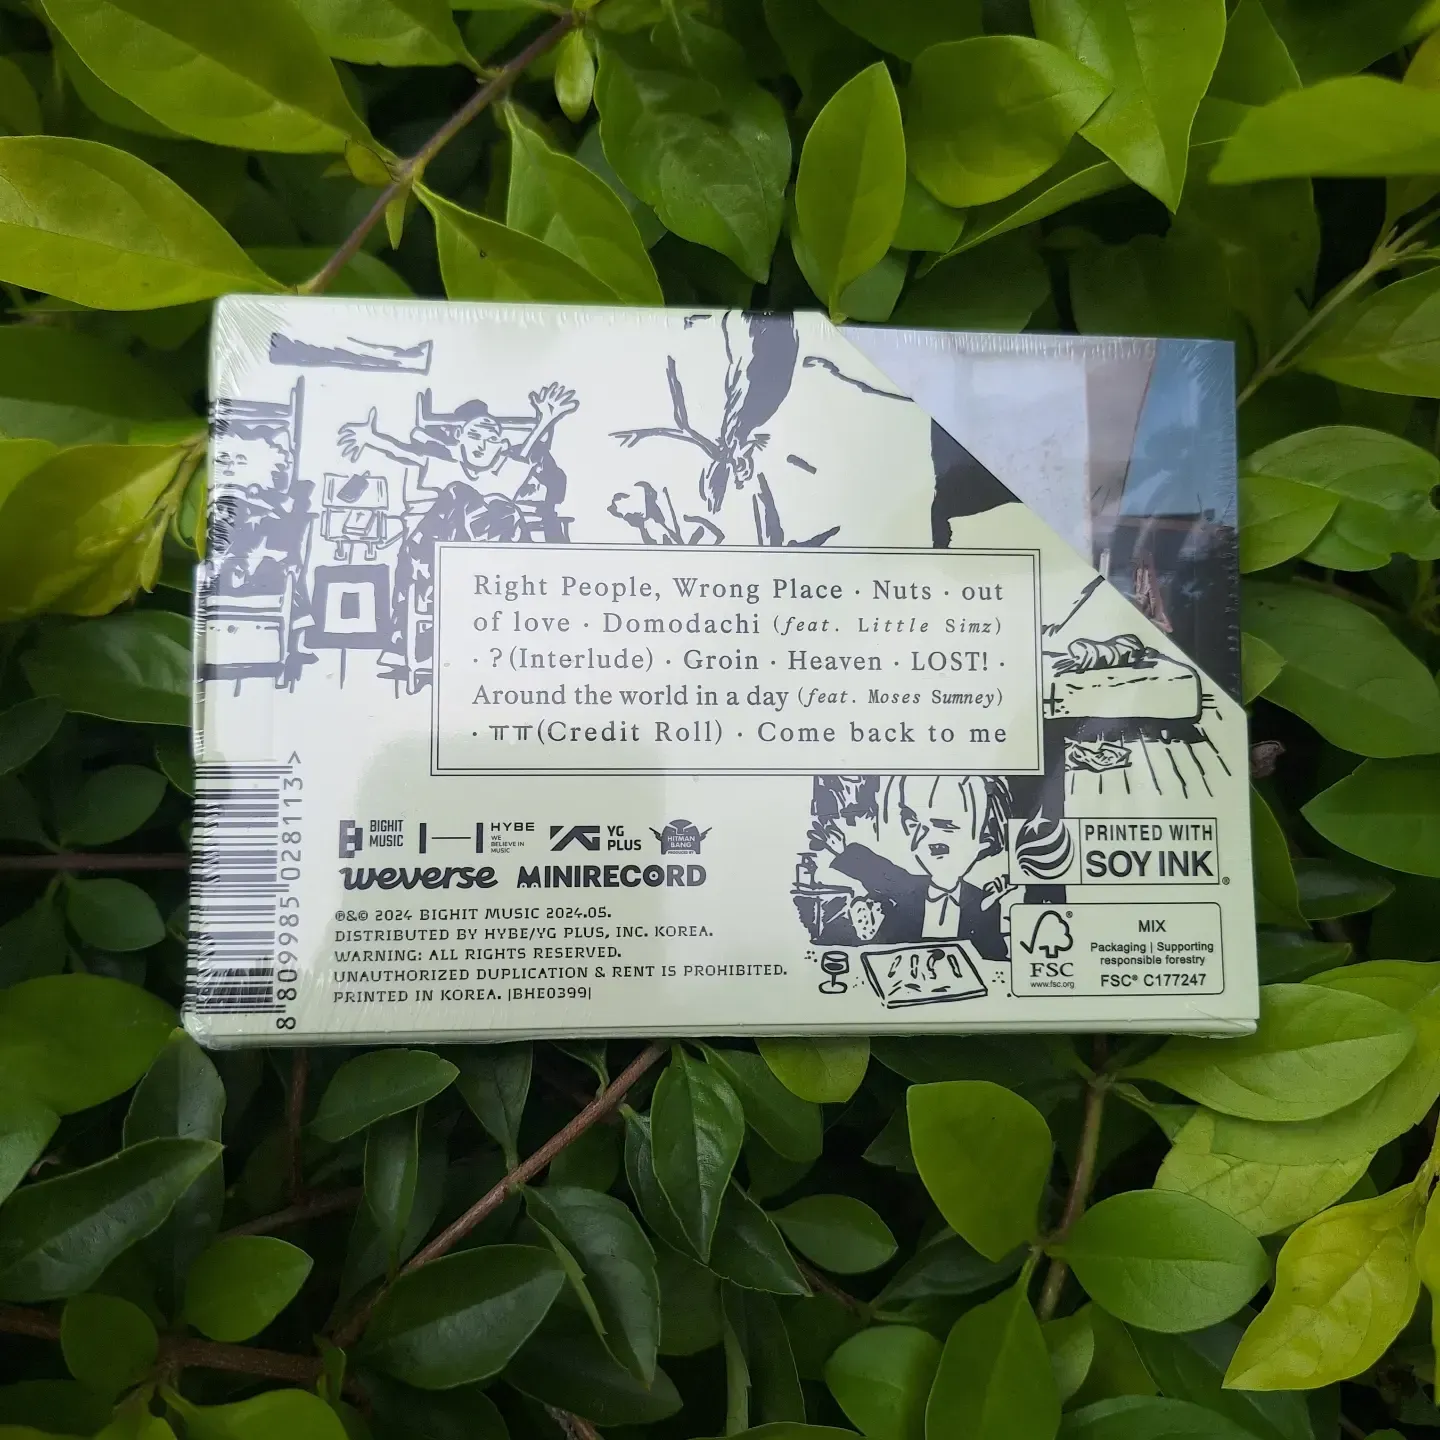 Right People, Wrong Place · Nuts · out
of love · Domodachi (feat. Little Simz)
· ? (Interlude) · Groin · Heaven · LOST! ·
Around the world in a day (feat. Moses Sumney)
· ㅠㅠ (Credit Roll) · Come back to me
BIGHIT MUSIC
HYBE
WE BELIEVE IN MUSIC
YG PLUS
HITMAN BANG
PRODUCED BY
weverse MINIRECORD
℗&© 2024 BIGHIT MUSIC 2024.05.
DISTRIBUTED BY HYBE/YG PLUS, INC. KOREA.
WARNING: ALL RIGHTS RESERVED.
UNAUTHORIZED DUPLICATION & RENT IS PROHIBITED.
PRINTED IN KOREA. |BHE0399|
8 809985 028113 >
PRINTED WITH
SOY INK®
FSC®
www.fsc.org
MIX
Packaging | Supporting
responsible forestry
FSC® C177247